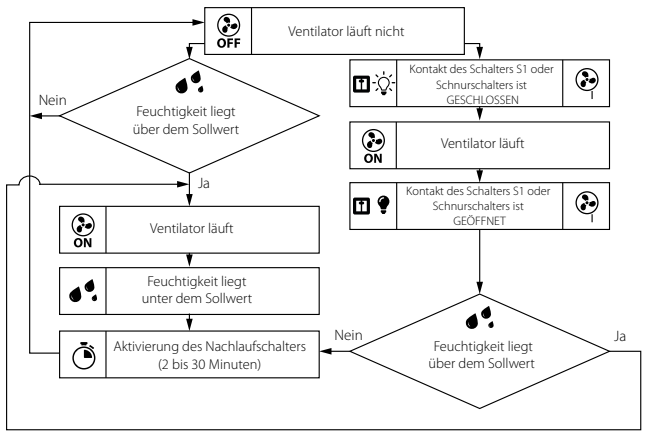 OFF
Ventilator läuft nicht
Feuchtigkeit liegt
über dem Sollwert
Nein
Ja
ON
Ventilator läuft
Feuchtigkeit liegt
unter dem Sollwert
Aktivierung des Nachlaufschalters
(2 bis 30 Minuten)
Kontakt des Schalters S1 oder
Schnurschalters ist
GESCHLOSSEN
ON
Ventilator läuft
Kontakt des Schalters S1 oder
Schnurschalters ist
GEÖFFNET
Nein
Feuchtigkeit liegt
über dem Sollwert
Ja